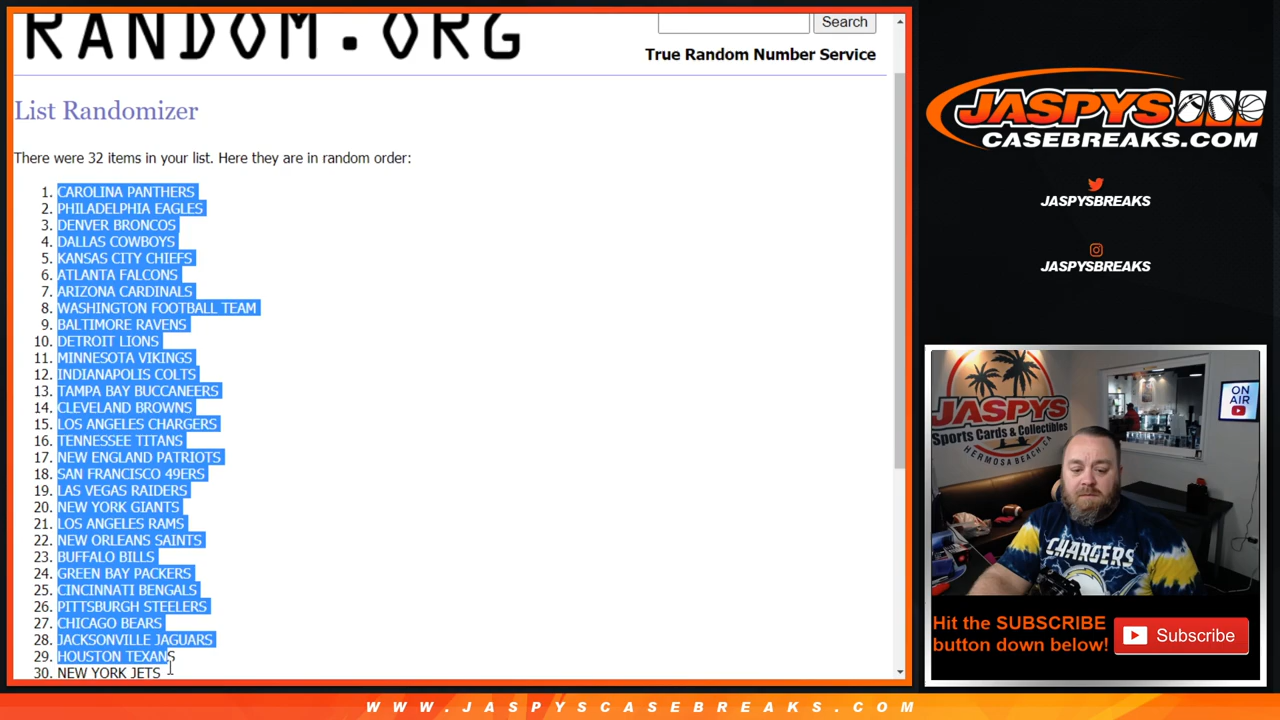 RANDOM.ORG
Search
True Random Number Service
List Randomizer
There were 32 items in your list. Here they are in random order:
1. CAROLINA PANTHERS
2. PHILADELPHIA EAGLES
3. DENVER BRONCOS
4. DALLAS COWBOYS
5. KANSAS CITY CHIEFS
6. ATLANTA FALCONS
7. ARIZONA CARDINALS
8. WASHINGTON FOOTBALL TEAM
9. BALTIMORE RAVENS
10. DETROIT LIONS
11. MINNESOTA VIKINGS
12. INDIANAPOLIS COLTS
13. TAMPA BAY BUCCANEERS
14. CLEVELAND BROWNS
15. LOS ANGELES CHARGERS
16. TENNESSEE TITANS
17. NEW ENGLAND PATRIOTS
18. SAN FRANCISCO 49ERS
19. LAS VEGAS RAIDERS
20. NEW YORK GIANTS
21. LOS ANGELES RAMS
22. NEW ORLEANS SAINTS
23. BUFFALO BILLS
24. GREEN BAY PACKERS
25. CINCINNATI BENGALS
26. PITTSBURGH STEELERS
27. CHICAGO BEARS
28. JACKSONVILLE JAGUARS
29. HOUSTON TEXANS
30. NEW YORK JETS
JASPYS
CASEBREAKS.COM
JASPYSBREAKS
JASPYSBREAKS
JASPYS
Sports Cards & Collectibles
HERMOSA BEACH, CA
ON
AIR
CHARGERS
Hit the SUBSCRIBE
button down below!
Subscribe
WWW.JASPYSCASEBREAKS.COM